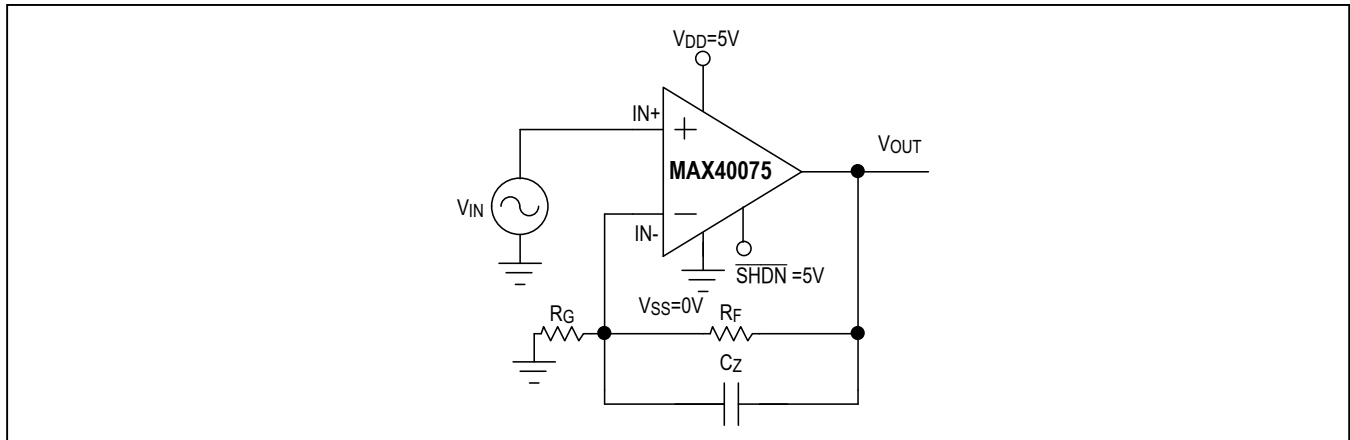 VDD=5V
IN+
+
MAX40075
VOUT
VIN
−
IN-
SHDN =5V
VSS=0V
RG
RF
CZ